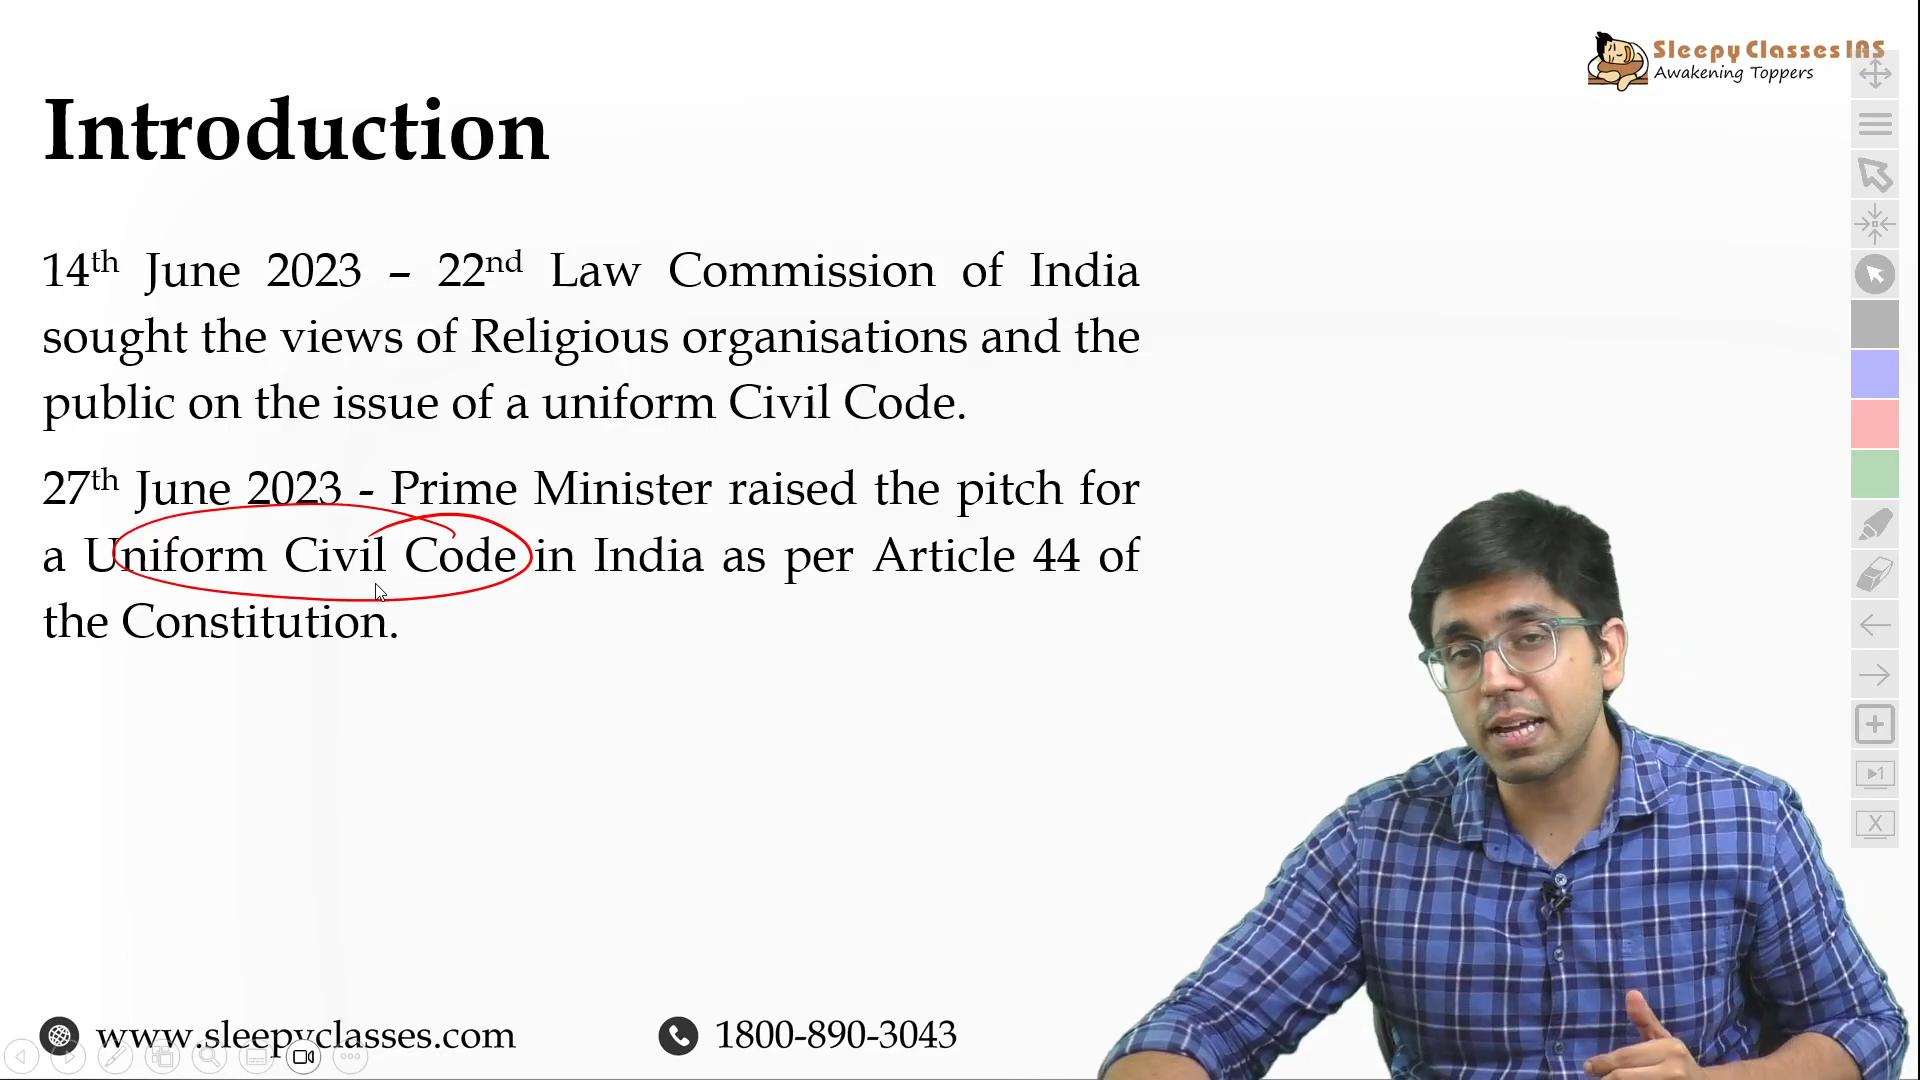 Sleepy Classes IAS
Awakening Toppers
Introduction
14th June 2023 – 22nd Law Commission of India
sought the views of Religious organisations and the
public on the issue of a uniform Civil Code.
27th June 2023 - Prime Minister raised the pitch for
a Uniform Civil Code in India as per Article 44 of
the Constitution.
www.sleepyclasses.com
1800-890-3043
1
X